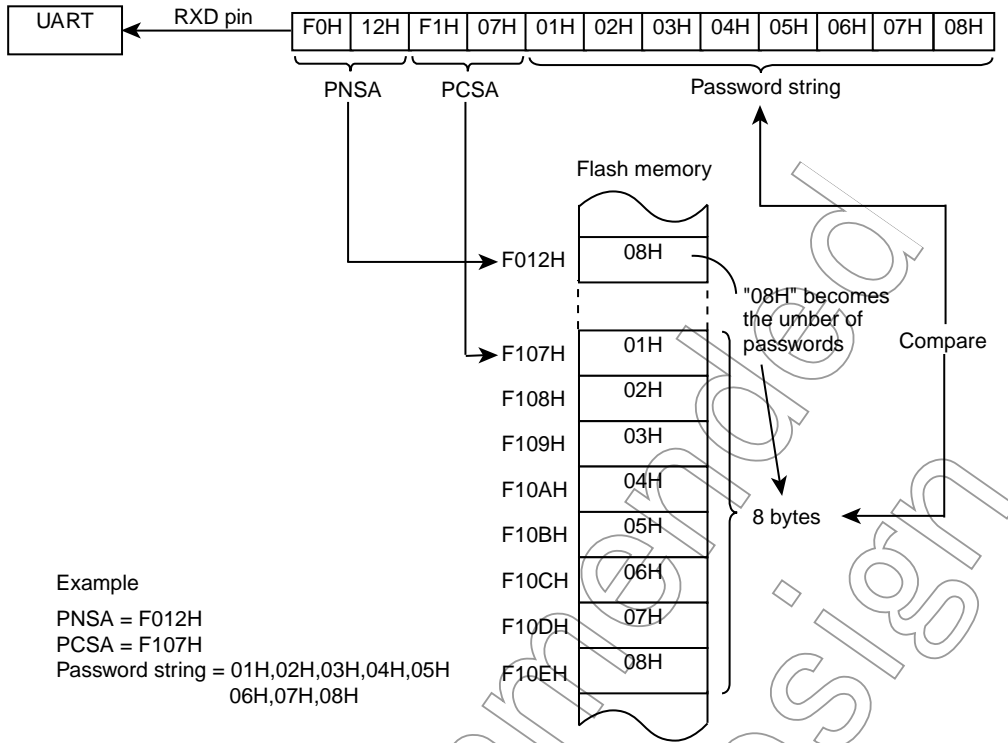 UART
RXD pin
F0H 12H F1H 07H 01H 02H 03H 04H 05H 06H 07H 08H
PNSA PCSA Password string
Flash memory
F012H 08H
"08H" becomes
the umber of
passwords
Compare
F107H 01H
F108H 02H
F109H 03H
F10AH 04H
F10BH 05H
8 bytes
F10CH 06H
F10DH 07H
F10EH 08H
Example
PNSA = F012H
PCSA = F107H
Password string = 01H,02H,03H,04H,05H
06H,07H,08H